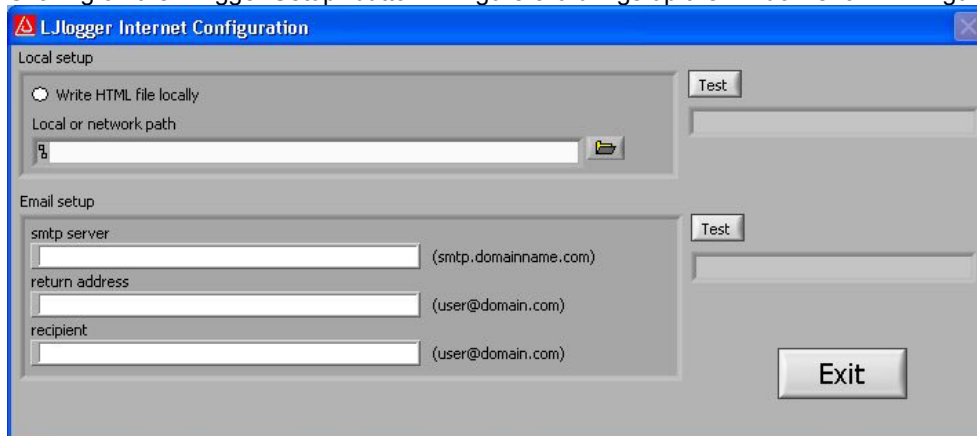 LJlogger Internet Configuration
Local setup
Write HTML file locally
Test
Local or network path
Email setup
smtp server
Test
(smtp.domainname.com)
return address
(user@domain.com)
recipient
(user@domain.com)
Exit